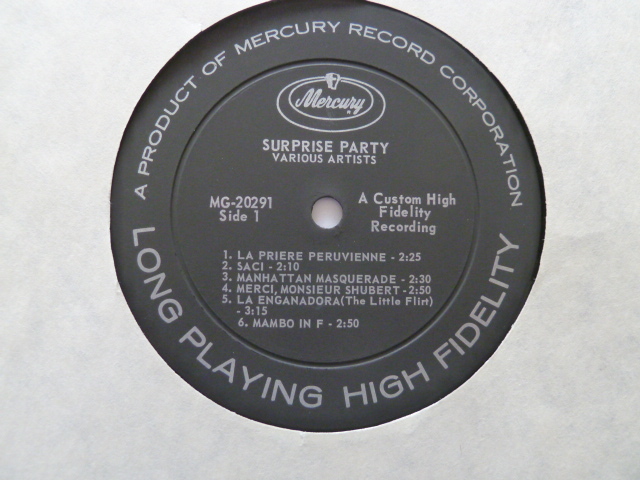 A PRODUCT OF MERCURY RECORD CORPORATION
Mercury
SURPRISE PARTY
VARIOUS ARTISTS
MG-20291
Side 1
A Custom High
Fidelity
Recording
1. LA PRIERE PERUVIENNE - 2:25
2. SACI - 2:10
3. MANHATTAN MASQUERADE - 2:30
4. MERCI, MONSIEUR SHUBERT - 2:50
5. LA ENGANADORA (The Little Flirt)
- 3:15
6. MAMBO IN F - 2:50
LONG PLAYING HIGH FIDELITY